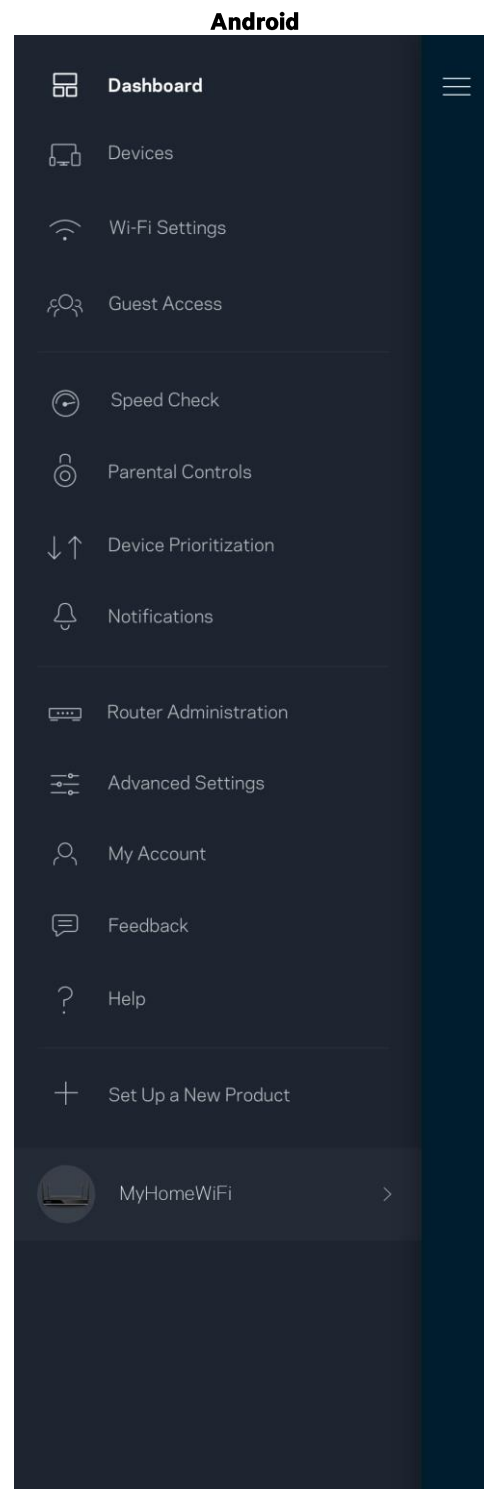 Android
Dashboard
Devices
Wi-Fi Settings
Guest Access
Speed Check
Parental Controls
Device Prioritization
Notifications
Router Administration
Advanced Settings
My Account
Feedback
Help
Set Up a New Product
MyHomeWiFi